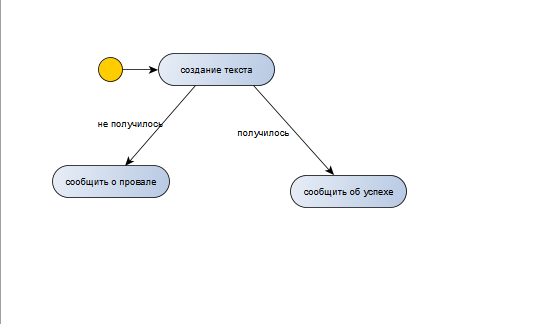 создание текста
не получилось
получилось
сообщить о провале
сообщить об успехе